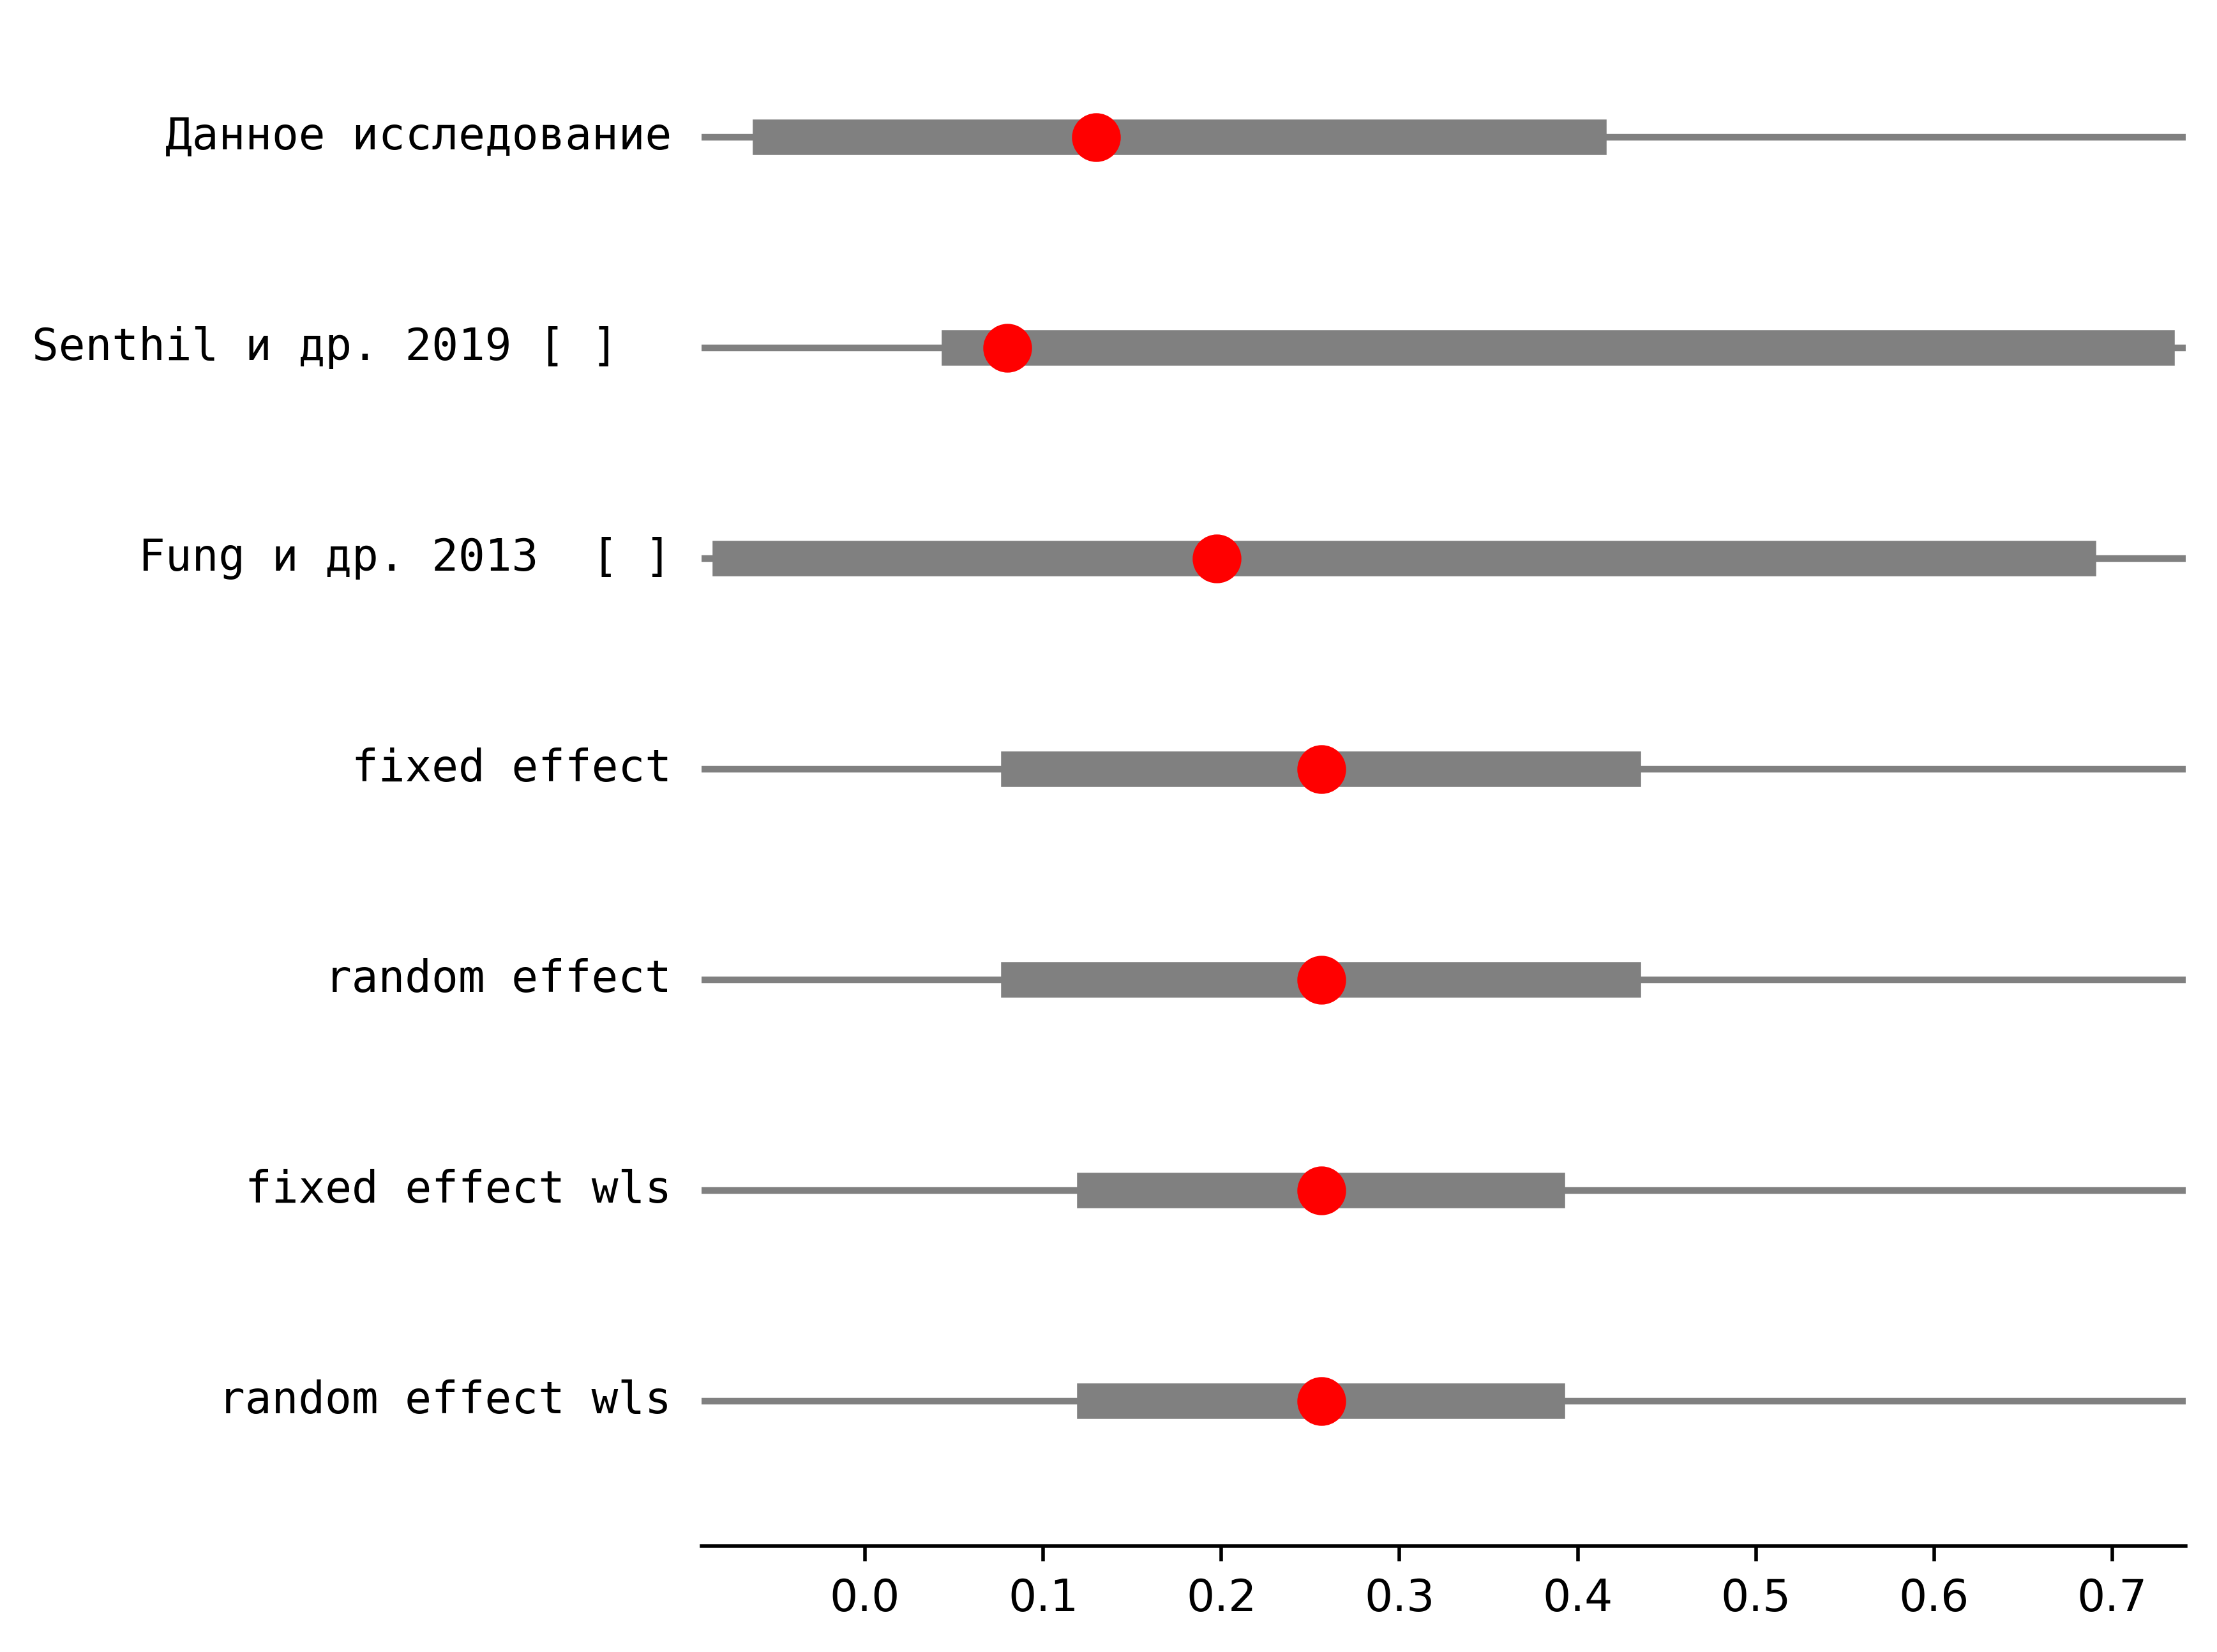 Данное исследование
Senthil и др. 2019 [ ]
Fung и др. 2013  [ ]
fixed effect
random effect
fixed effect wls
random effect wls
0.0 0.1 0.2 0.3 0.4 0.5 0.6 0.7